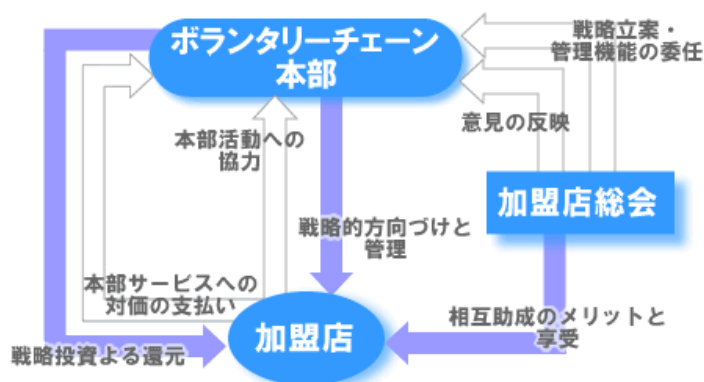 ボランタリーチェーン
本部
戦略立案・
管理機能の委任
意見の反映
本部活動への
協力
加盟店総会
戦略的方向づけと
管理
本部サービスへの
対価の支払い
相互助成のメリットと
享受
加盟店
戦略投資よる還元